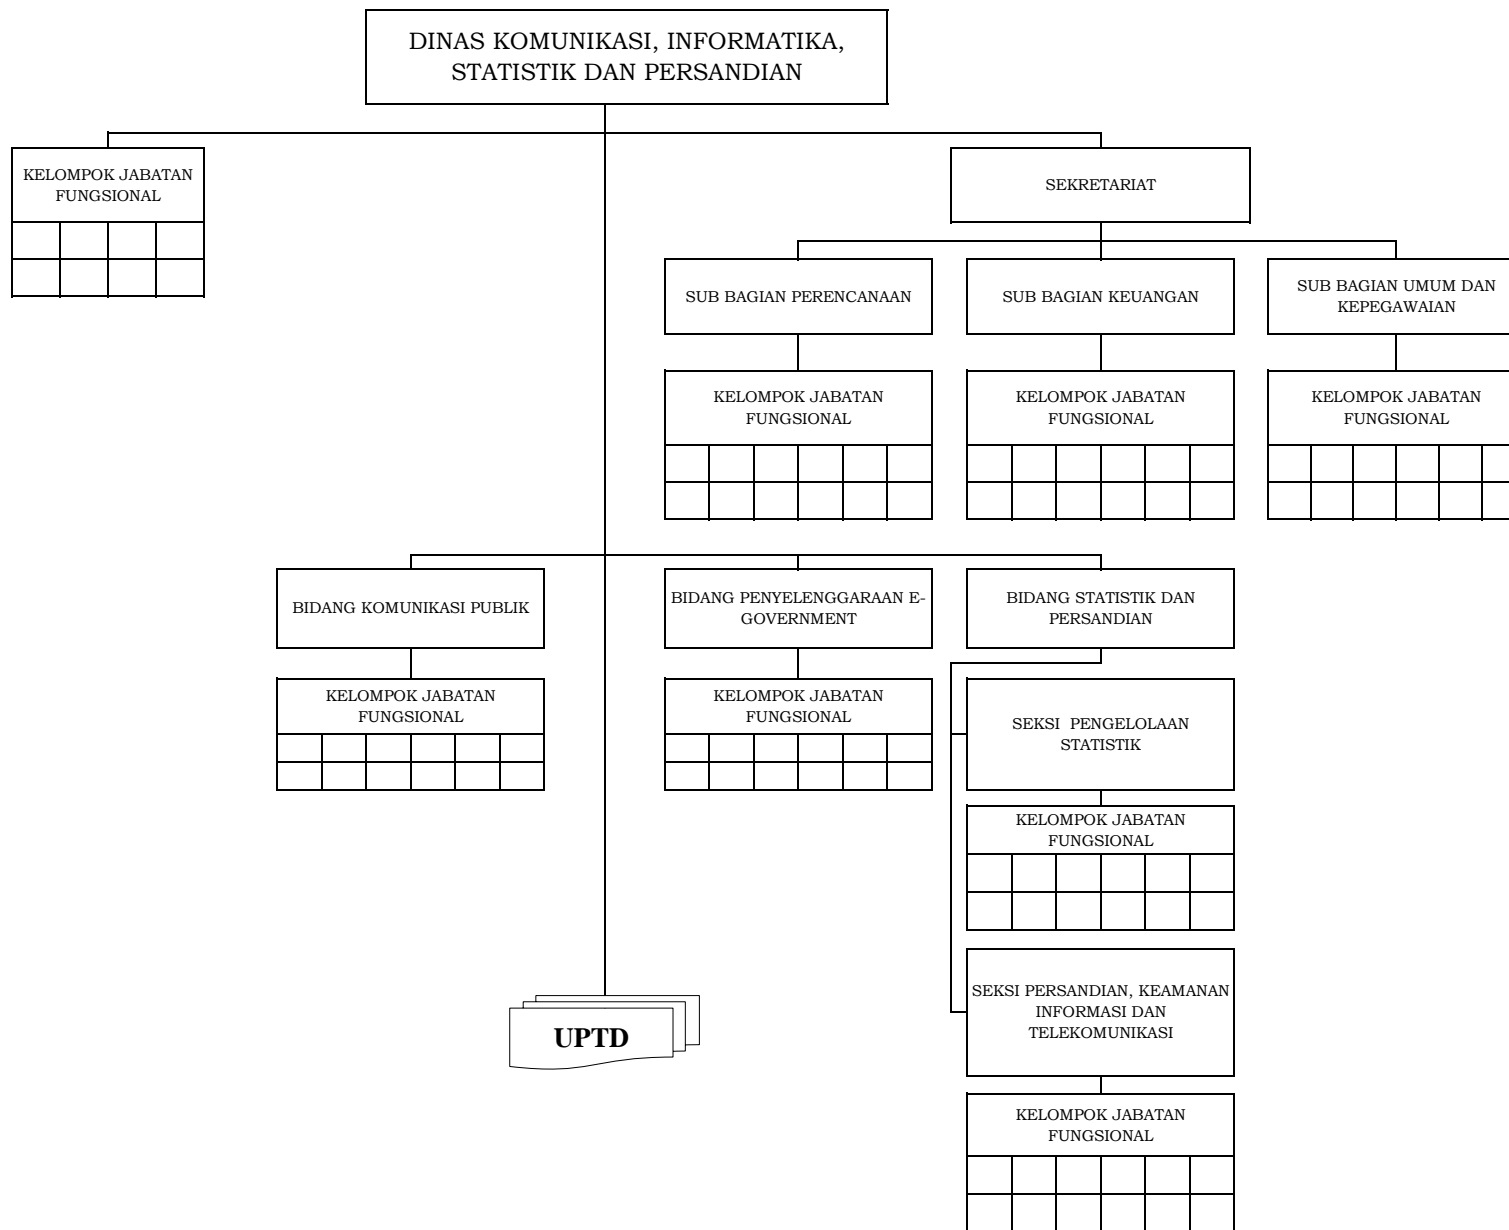 DINAS KOMUNIKASI, INFORMATIKA,
STATISTIK DAN PERSANDIAN
KELOMPOK JABATAN
FUNGSIONAL
SEKRETARIAT
SUB BAGIAN PERENCANAAN
SUB BAGIAN KEUANGAN
SUB BAGIAN UMUM DAN
KEPEGAWAIAN
KELOMPOK JABATAN
FUNGSIONAL
KELOMPOK JABATAN
FUNGSIONAL
KELOMPOK JABATAN
FUNGSIONAL
BIDANG KOMUNIKASI PUBLIK
BIDANG PENYELENGGARAAN E-
GOVERNMENT
BIDANG STATISTIK DAN
PERSANDIAN
KELOMPOK JABATAN
FUNGSIONAL
KELOMPOK JABATAN
FUNGSIONAL
SEKSI PENGELOLAAN
STATISTIK
KELOMPOK JABATAN
FUNGSIONAL
SEKSI PERSANDIAN, KEAMANAN
INFORMASI DAN
TELEKOMUNIKASI
UPTD
KELOMPOK JABATAN
FUNGSIONAL